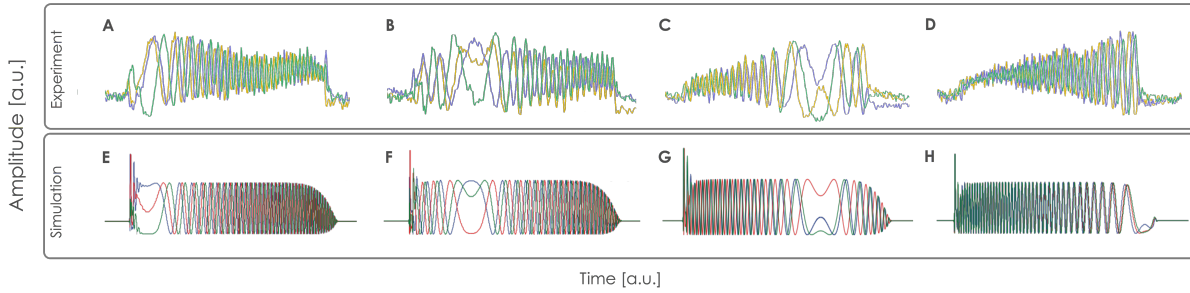 Amplitude [a.u.]
Experiment
A
B
C
D
Simulation
E
F
G
H
Time [a.u.]